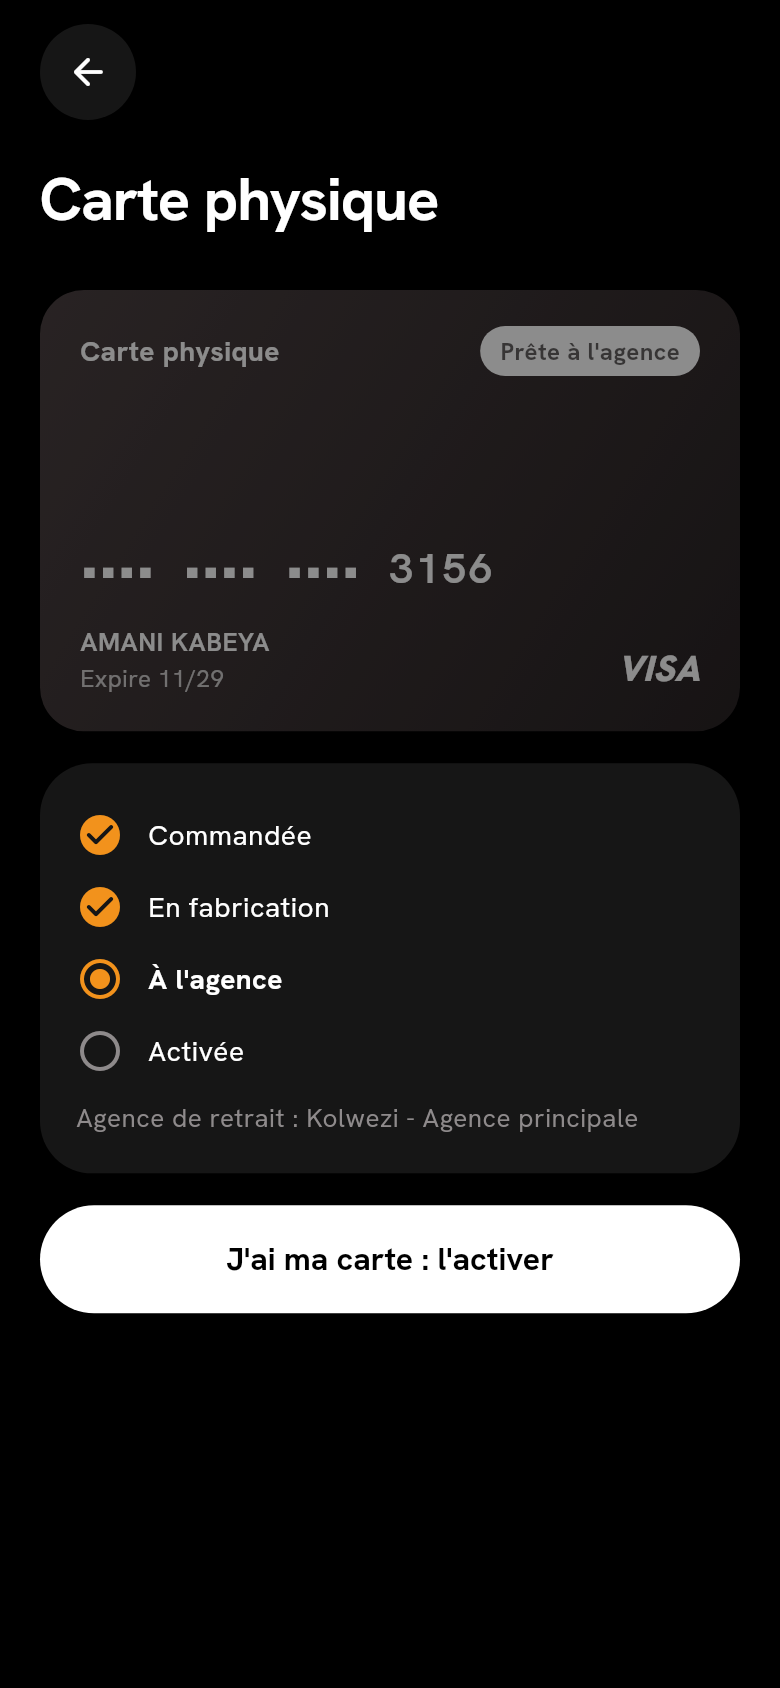 Carte physique
Carte physique
Prête à l'agence
▪▪▪▪ ▪▪▪▪ ▪▪▪▪ 3156
AMANI KABEYA
Expire 11/29
VISA
Commandée
En fabrication
À l'agence
Activée
Agence de retrait : Kolwezi - Agence principale
J'ai ma carte : l'activer